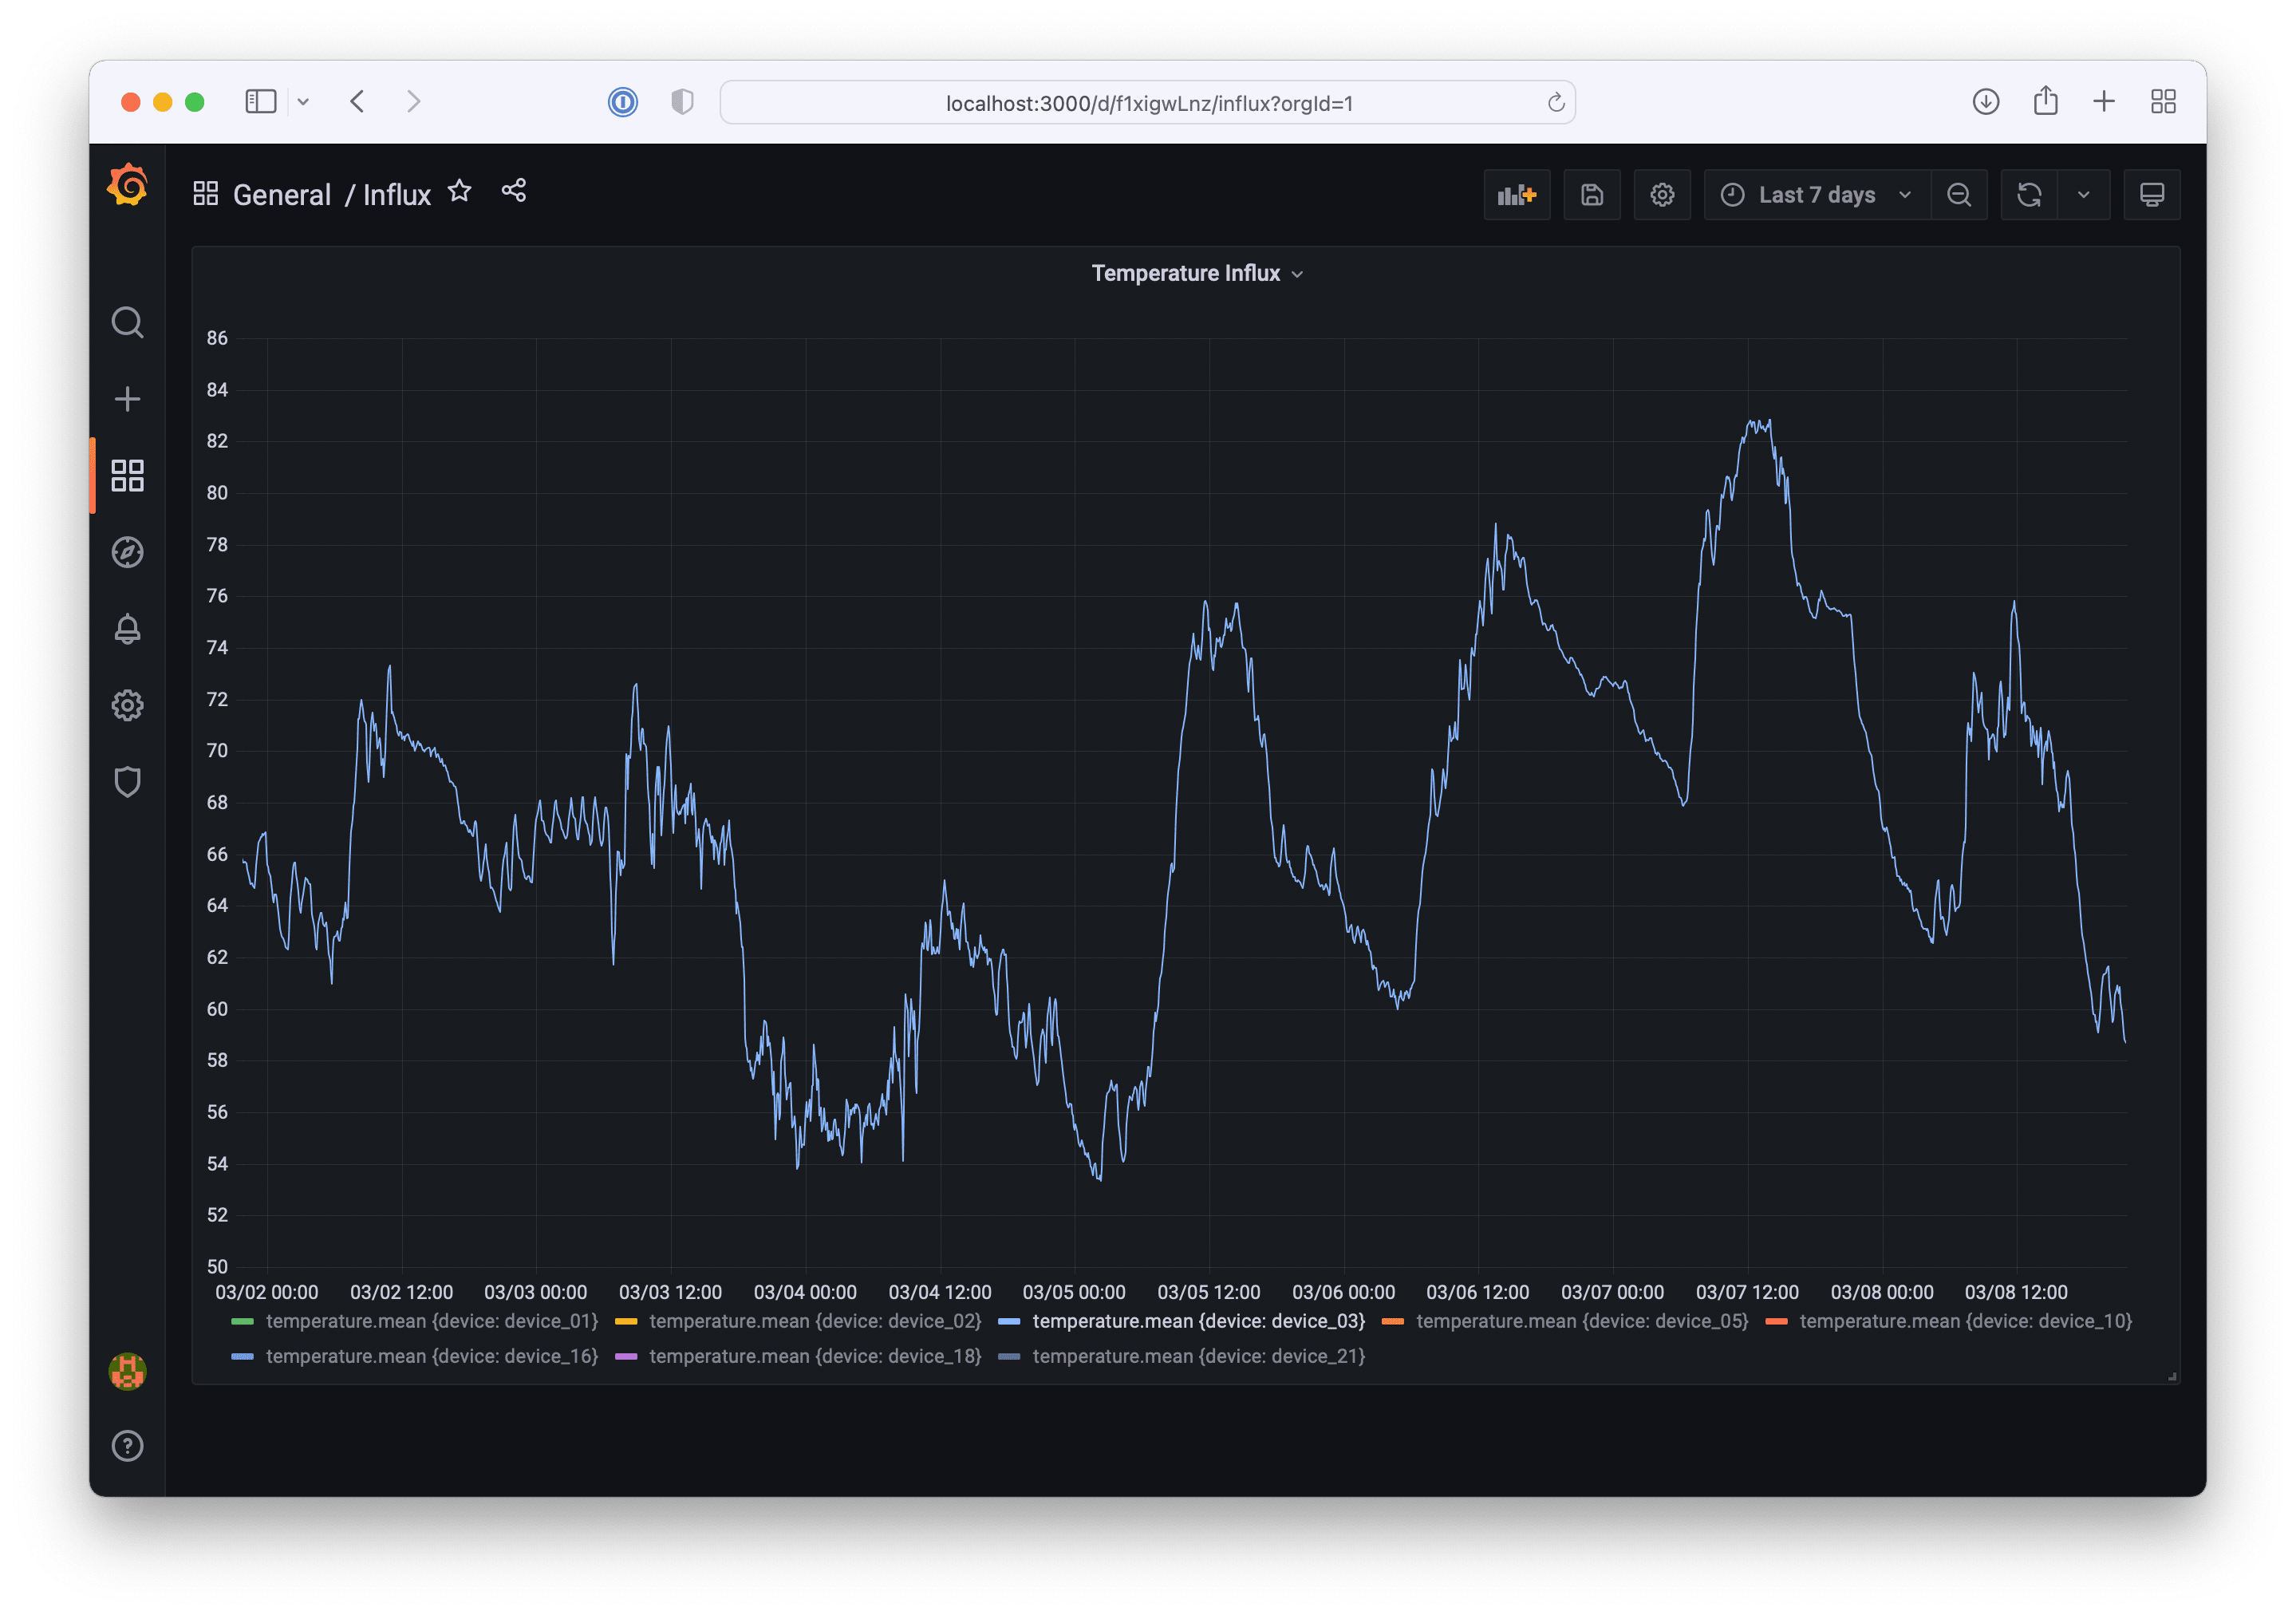 localhost:3000/d/f1xigwLnz/influx?orgId=1
General / Influx
Last 7 days
Temperature Influx
86
84
82
80
78
76
74
72
70
68
66
64
62
60
58
56
54
52
50
03/02 00:00 03/02 12:00 03/03 00:00 03/03 12:00 03/04 00:00 03/04 12:00 03/05 00:00 03/05 12:00 03/06 00:00 03/06 12:00 03/07 00:00 03/07 12:00 03/08 00:00 03/08 12:00
temperature.mean {device: device_01} temperature.mean {device: device_02} temperature.mean {device: device_03} temperature.mean {device: device_05} temperature.mean {device: device_10}
temperature.mean {device: device_16} temperature.mean {device: device_18} temperature.mean {device: device_21}